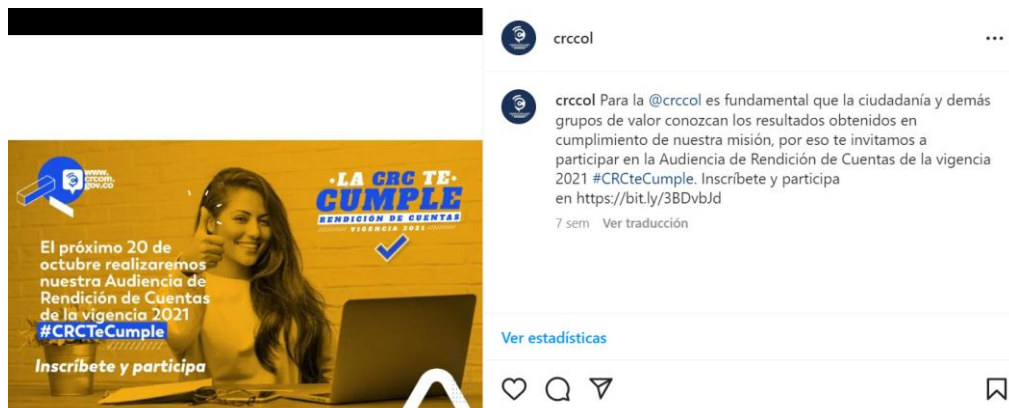 www.
crcom.
gov.co
·LA CRC TE·
CUMPLE
RENDICIÓN DE CUENTAS
VIGENCIA 2021
El próximo 20 de
octubre realizaremos
nuestra Audiencia de
Rendición de Cuentas
de la vigencia 2021
#CRCTeCumple
Inscríbete y participa
crccol
crccol Para la @crccol es fundamental que la ciudadanía y demás
grupos de valor conozcan los resultados obtenidos en
cumplimiento de nuestra misión, por eso te invitamos a
participar en la Audiencia de Rendición de Cuentas de la vigencia
2021 #CRCteCumple. Inscríbete y participa
en https://bit.ly/3BDvbJd
7 sem Ver traducción
Ver estadísticas